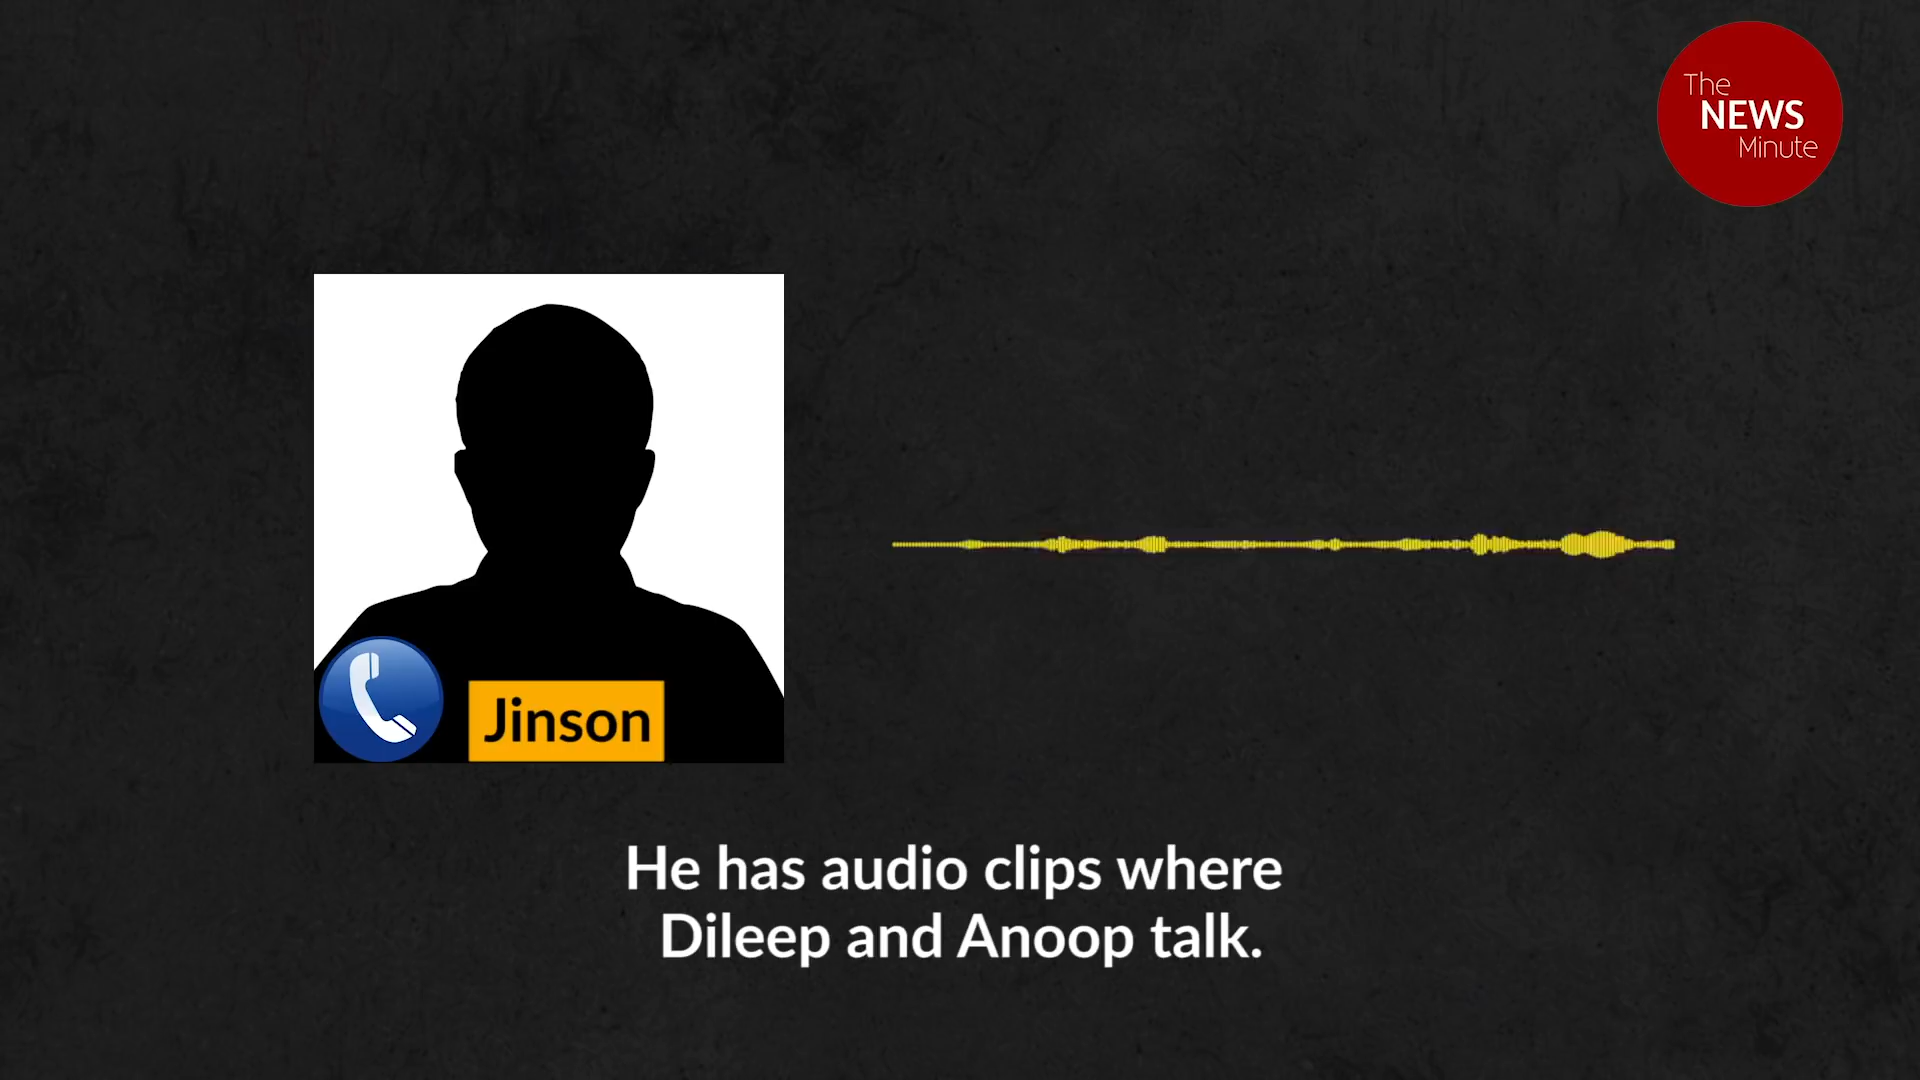 The
NEWS
Minute
Jinson
He has audio clips where
Dileep and Anoop talk.